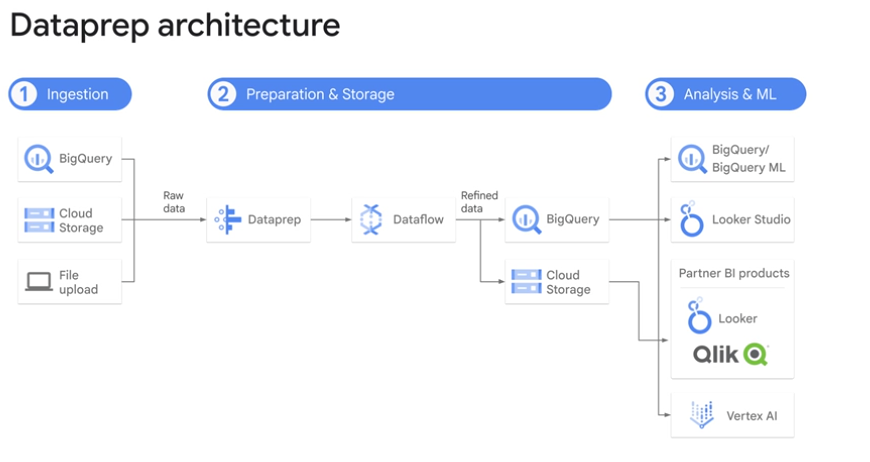 Dataprep architecture
1 Ingestion
2 Preparation & Storage
3 Analysis & ML
BigQuery
Cloud
Storage
File
upload
Raw
data
Dataprep
Dataflow
Refined
data
BigQuery
Cloud
Storage
BigQuery/
BigQuery ML
Looker Studio
Partner BI products
Looker
Qlik
Vertex AI